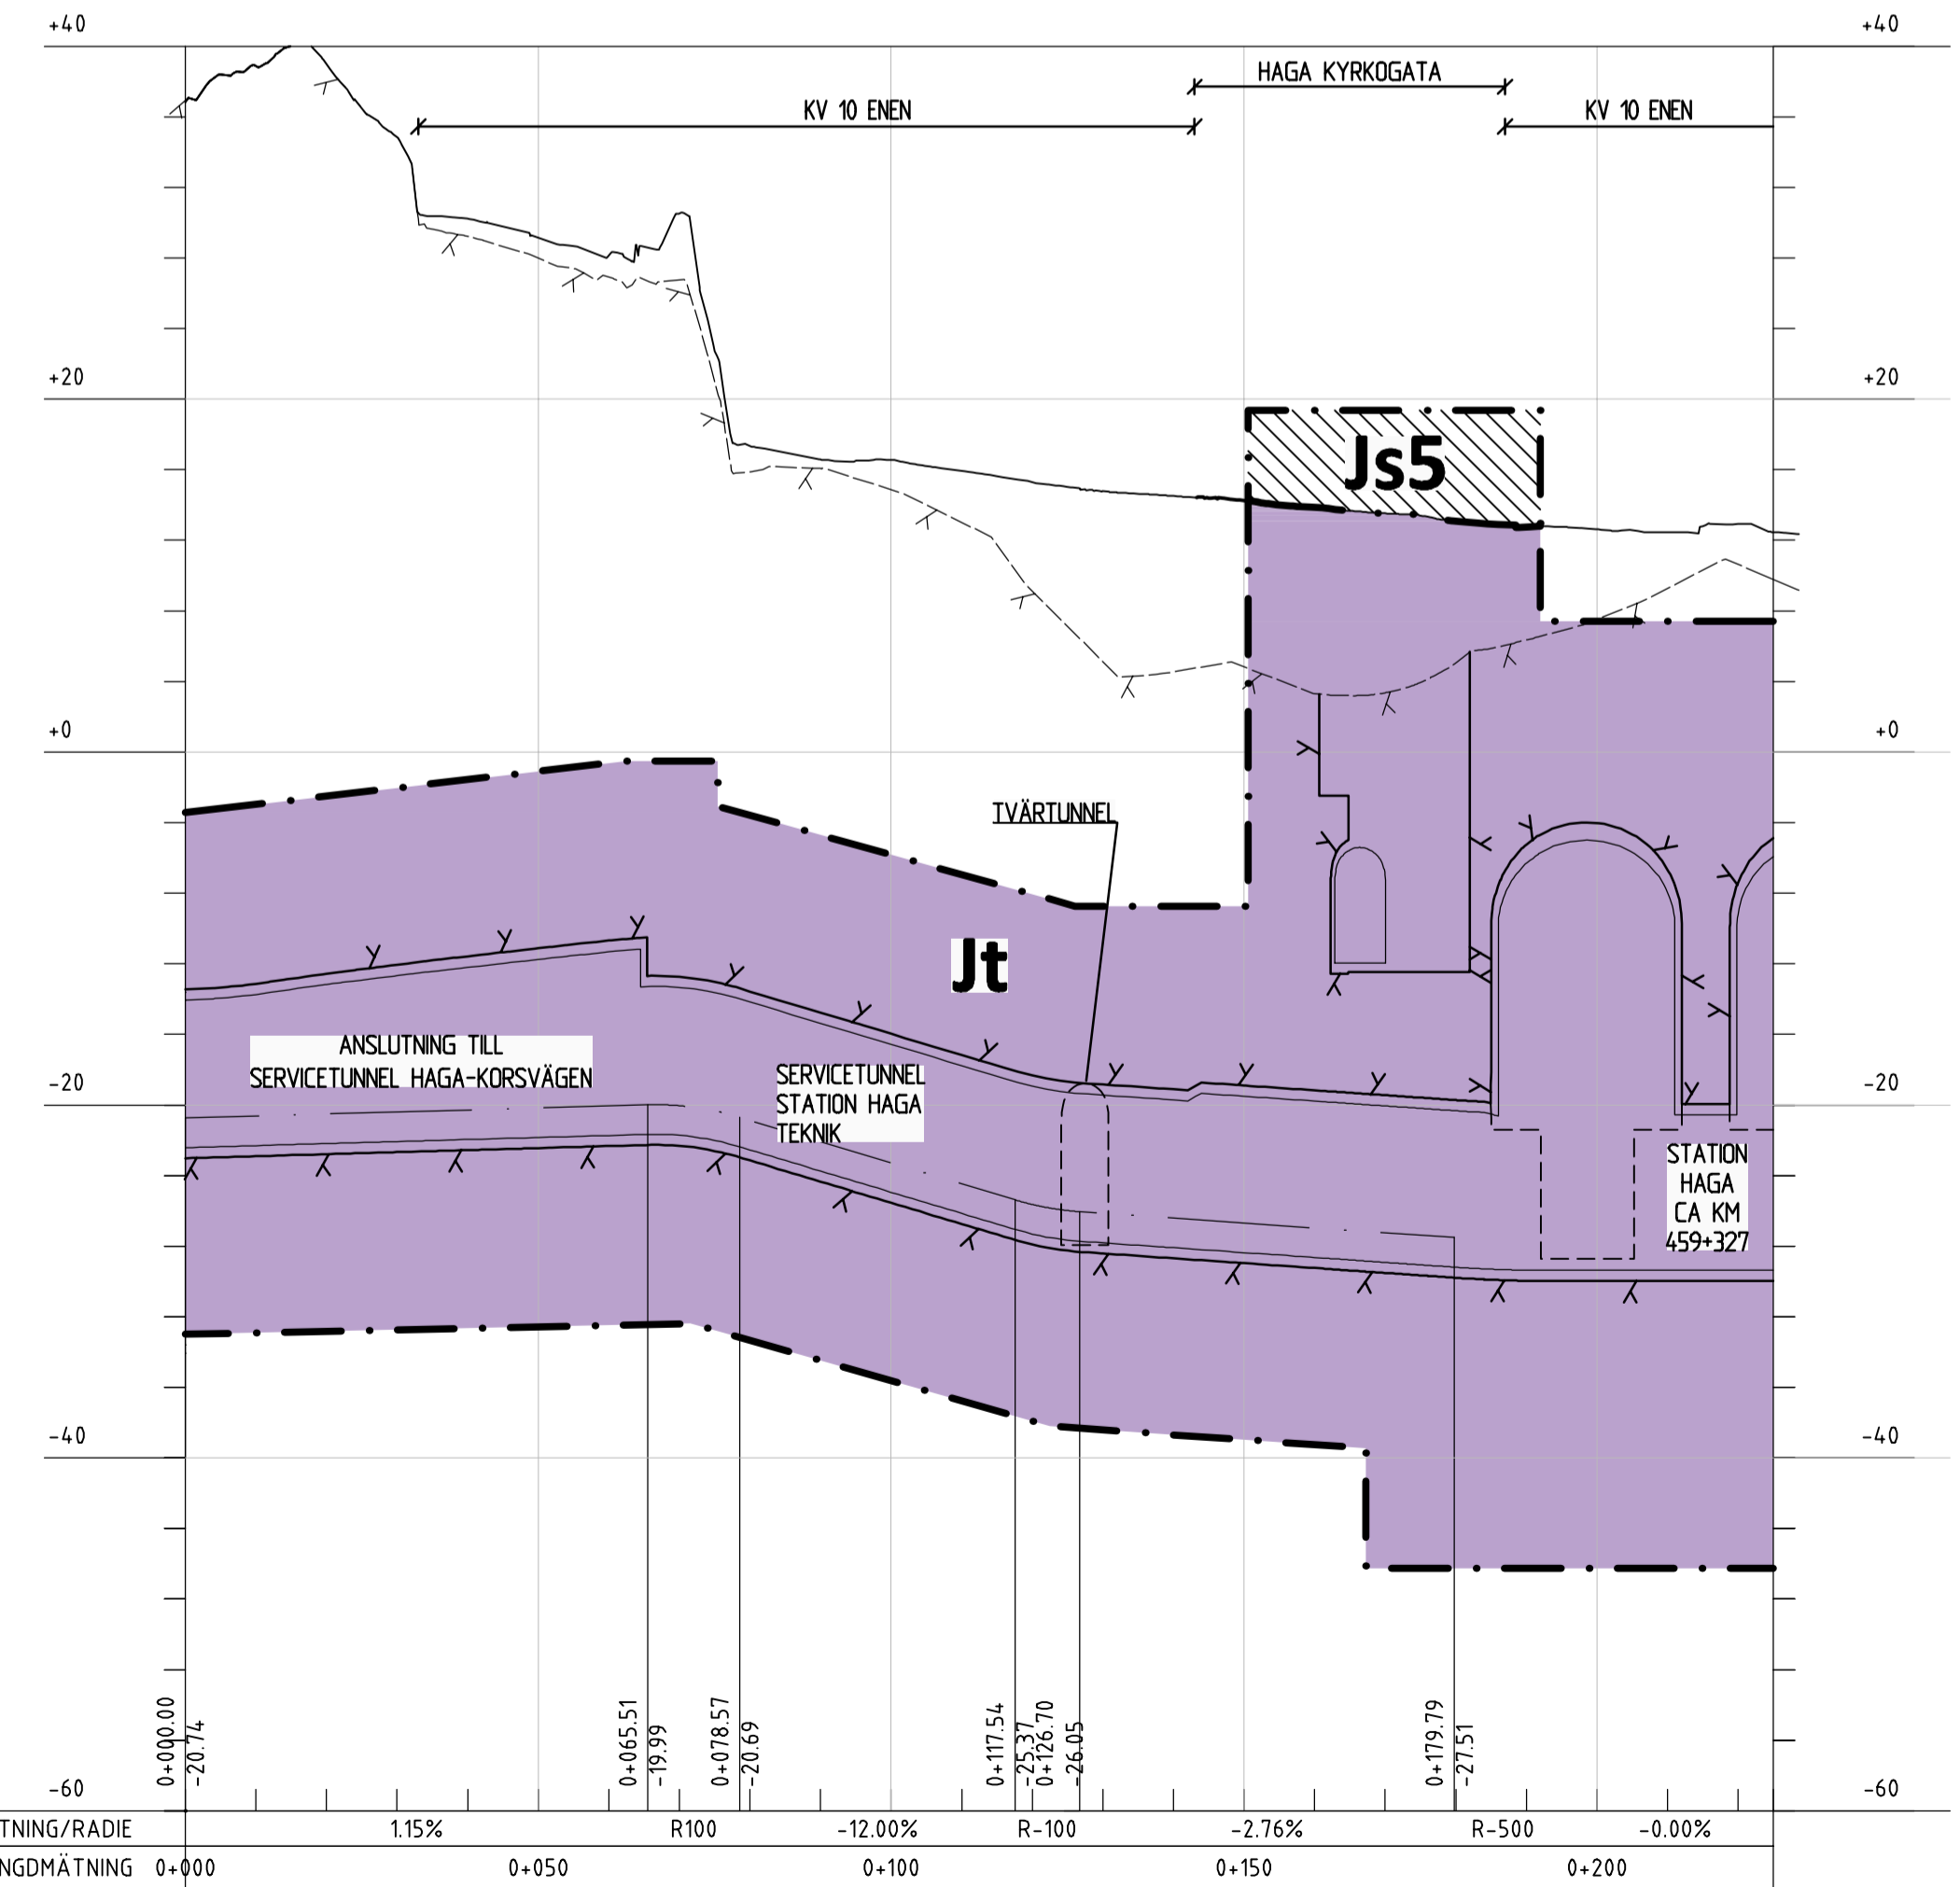 +40 +40
HAGA KYRKOGATA
KV 10 ENEN KV 10 ENEN
+20 +20
Js5
+0 +0
TVÄRTUNNEL
Jt
ANSLUTNING TILL
SERVICETUNNEL HAGA-KORSVÄGEN
SERVICETUNNEL
STATION HAGA
TEKNIK
-20 -20
STATION
HAGA
CA KM
459+327
-40 -40
0+000.00
-20.74
0+065.51
-19.99
0+078.57
-20.69
0+117.54
-25.37
0+126.70
-26.05
0+179.79
-27.51
-60 -60
TNING/RADIE 1.15% R100 -12.00% R-100 -2.76% R-500 -0.00%
NGDMÄTNING 0+000 0+050 0+100 0+150 0+200